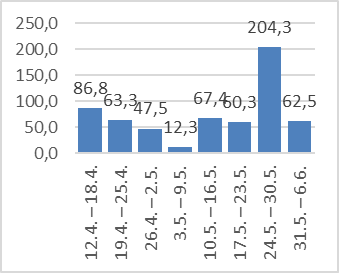 250,0
200,0
150,0
100,0
50,0
0,0
86,8
63,3
47,5
12,3
67,4
60,3
204,3
62,5
12.4. – 18.4.
19.4. – 25.4.
26.4. – 2.5.
3.5. – 9.5.
10.5. – 16.5.
17.5. – 23.5.
24.5. – 30.5.
31.5. – 6.6.